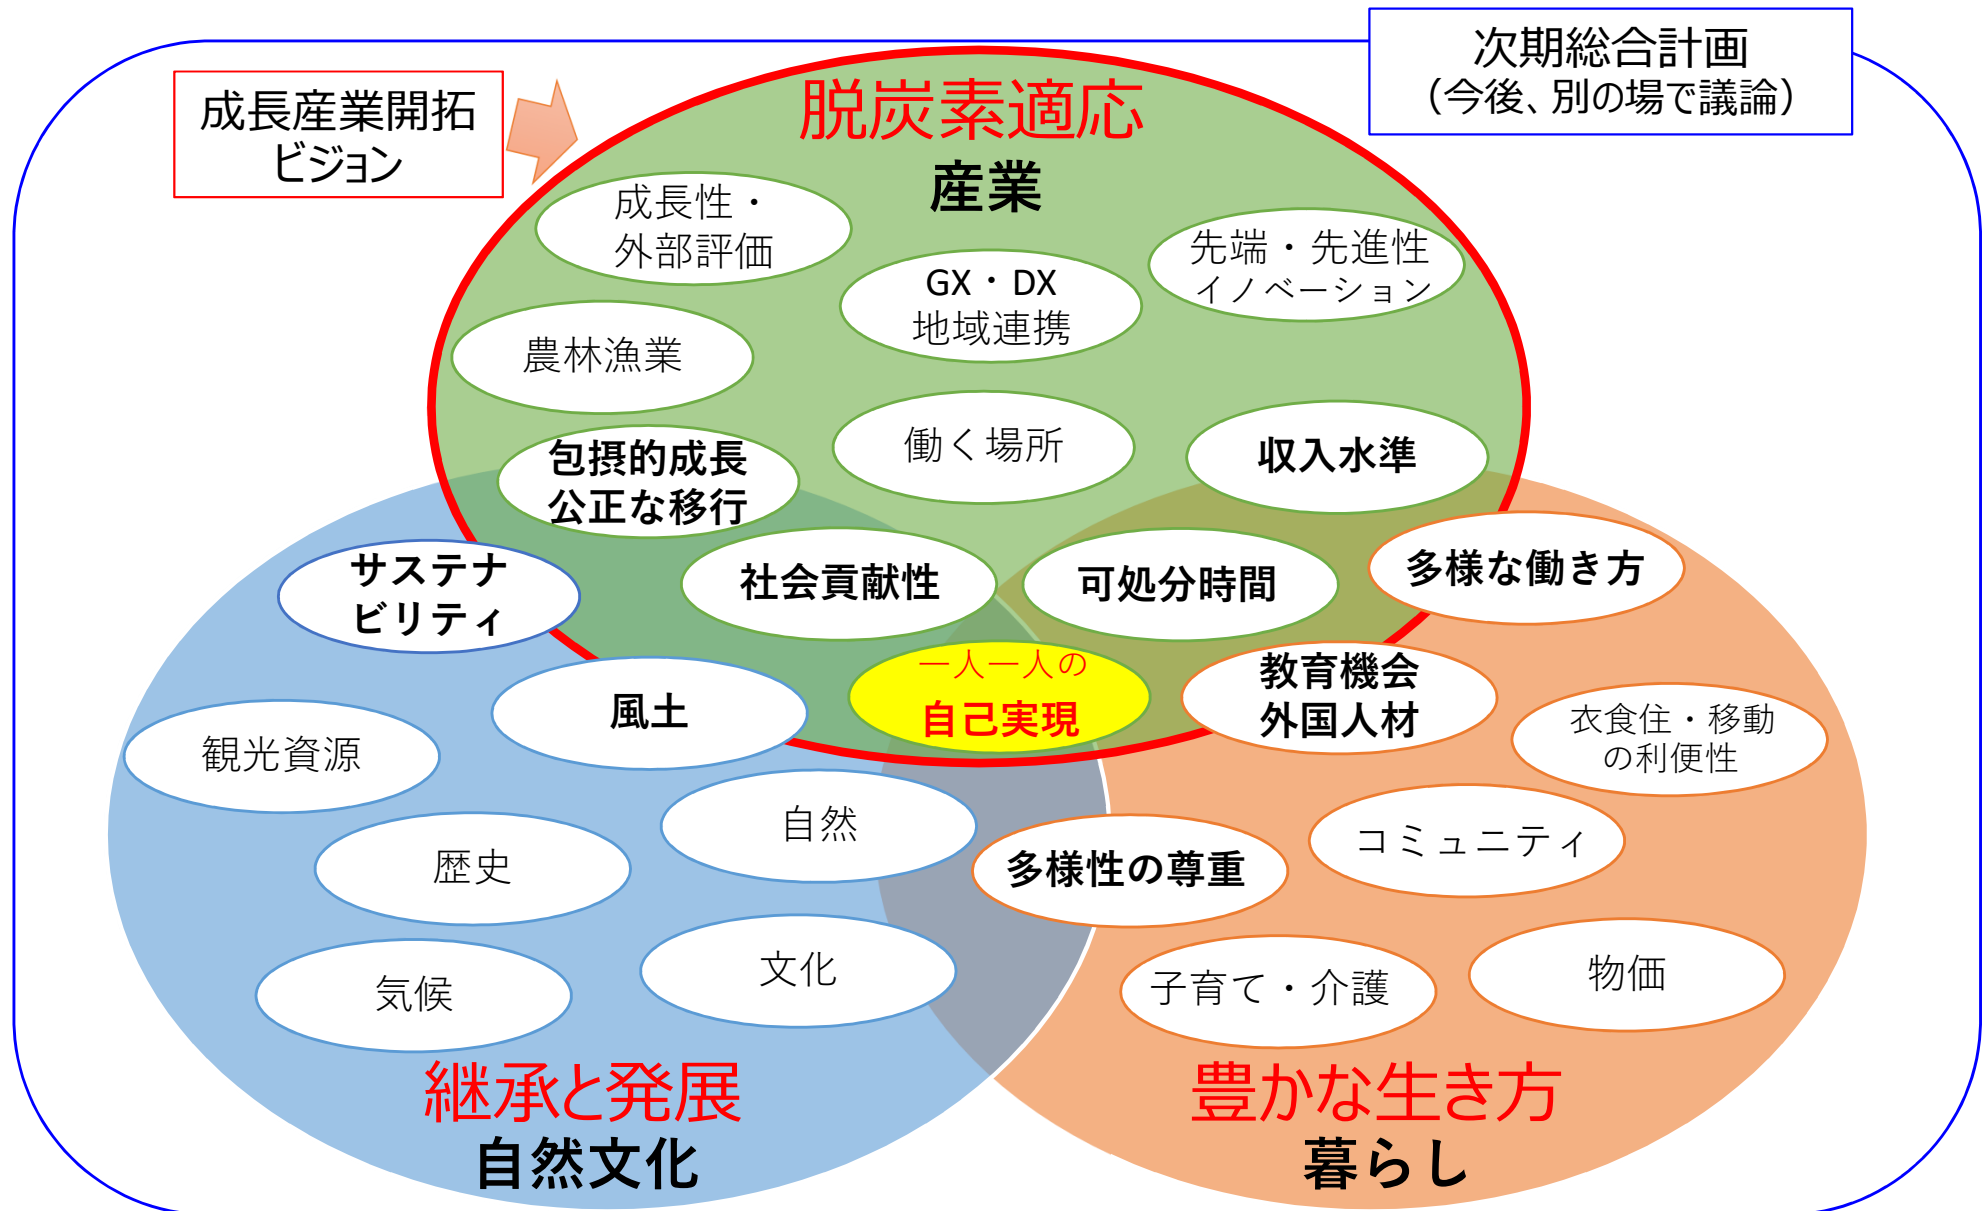 次期総合計画
（今後、別の場で議論）
成長産業開拓
ビジョン
脱炭素適応
産業
成長性・
外部評価
GX・DX
地域連携
先端・先進性
イノベーション
農林漁業
働く場所
収入水準
包摂的成長
公正な移行
サステナ
ビリティ
社会貢献性
可処分時間
多様な働き方
風土
一人一人の
自己実現
教育機会
外国人材
衣食住・移動
の利便性
観光資源
自然
コミュニティ
歴史
多様性の尊重
気候
文化
子育て・介護
物価
継承と発展
自然文化
豊かな生き方
暮らし